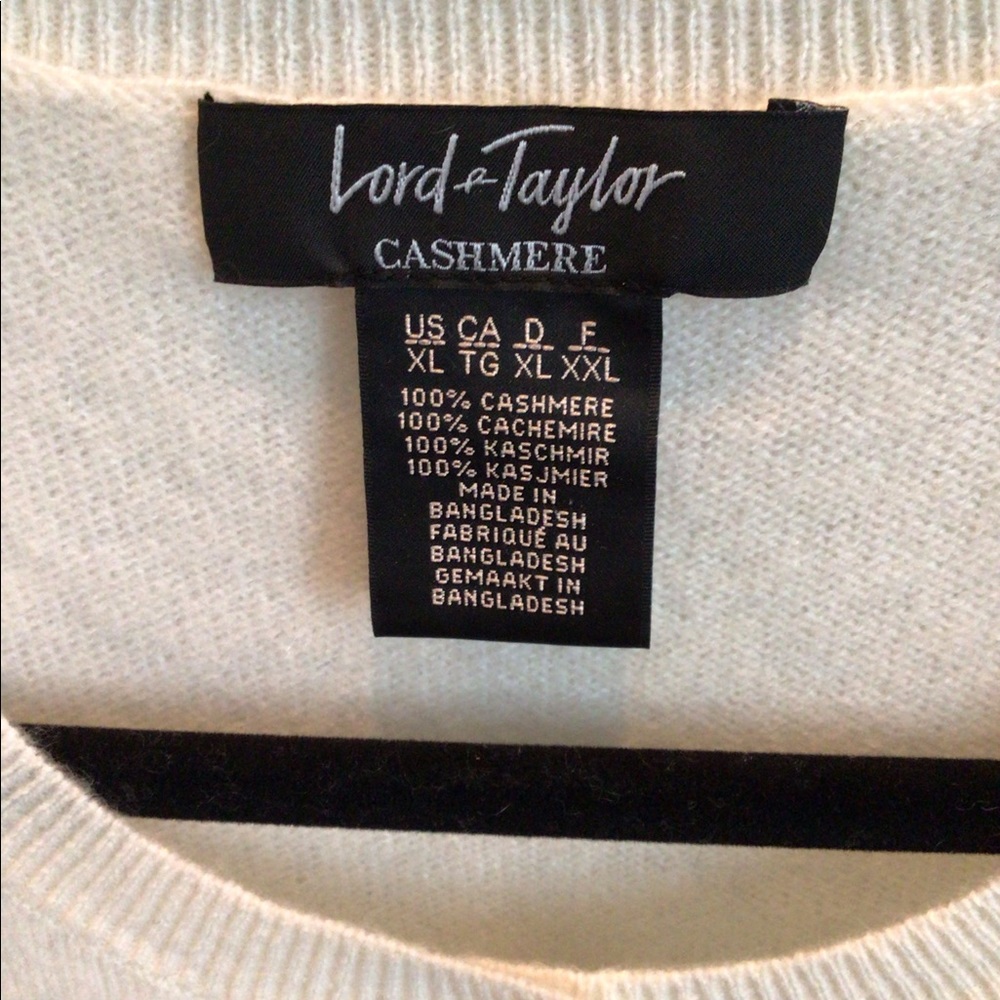 Lord & Taylor
CASHMERE
US CA D F
XL TG XL XXL
100% CASHMERE
100% CACHEMIRE
100% KASCHMIR
100% KASJMIER
MADE IN
BANGLADESH
FABRIQUÉ AU
BANGLADESH
GEMAAKT IN
BANGLADESH